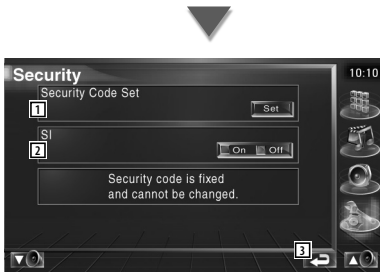 Security
10:10
Security Code Set
1
Set
SI
2
On Off
Security code is fixed
and cannot be changed.
3